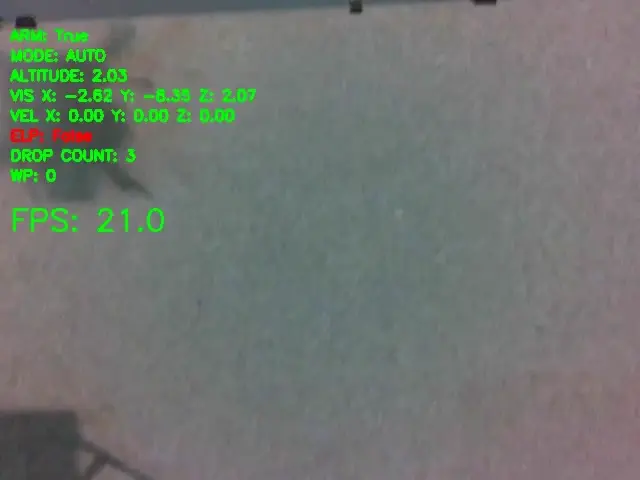 ARM: True
MODE: AUTO
ALTITUDE: 2.03
VIS X: -2.62 Y: -8.35 Z: 2.07
VEL X: 0.00 Y: 0.00 Z: 0.00
ELP: False
DROP COUNT: 3
WP: 0
FPS: 21.0